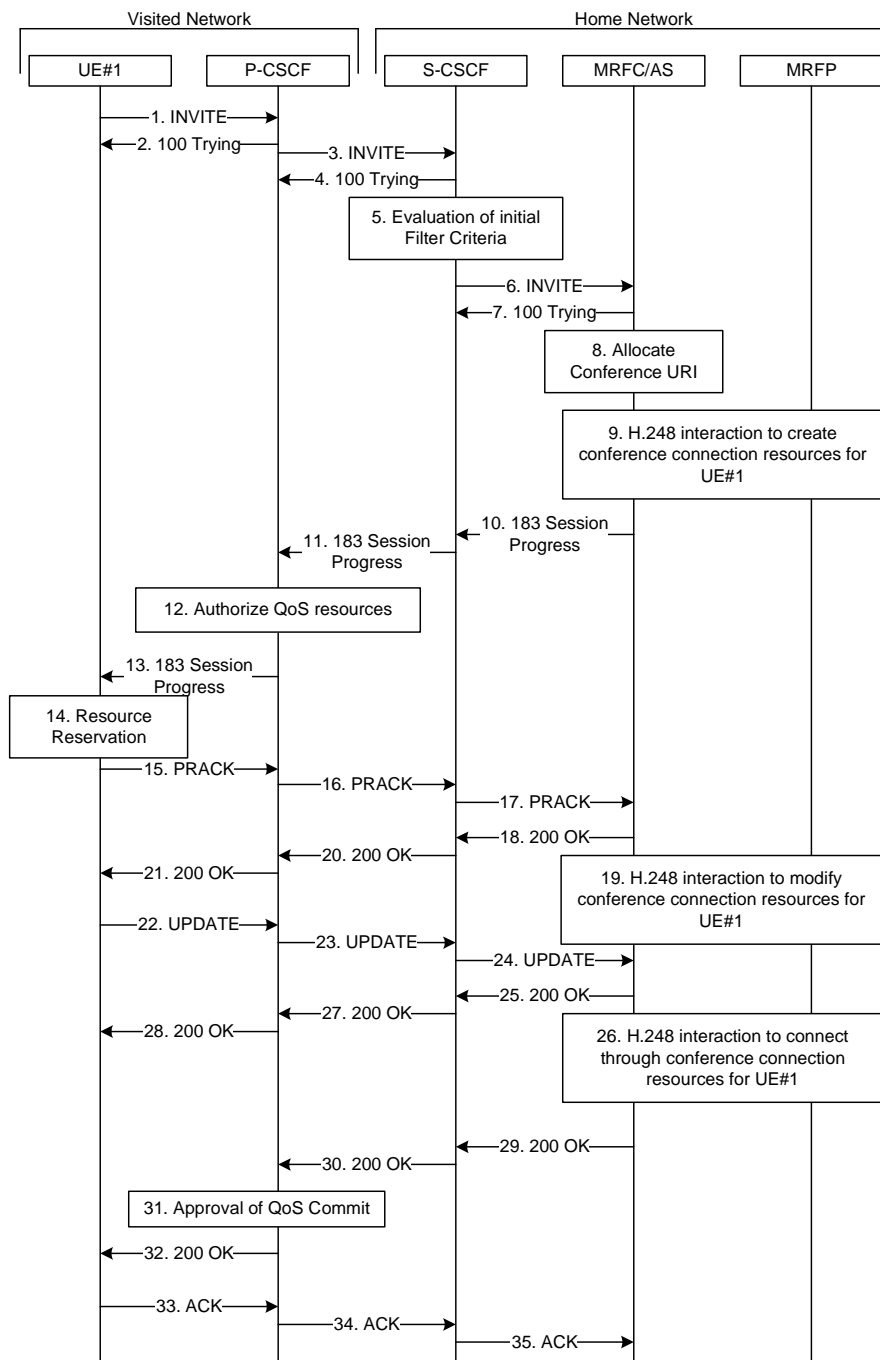 Visited Network
Home Network
UE#1
P-CSCF
S-CSCF
MRFC/AS
MRFP
1. INVITE
2. 100 Trying
3. INVITE
4. 100 Trying
5. Evaluation of initial
Filter Criteria
6. INVITE
7. 100 Trying
8. Allocate
Conference URI
9. H.248 interaction to create
conference connection resources for
UE#1
10. 183 Session
Progress
11. 183 Session
Progress
12. Authorize QoS resources
13. 183 Session
Progress
14. Resource
Reservation
15. PRACK
16. PRACK
17. PRACK
18. 200 OK
20. 200 OK
21. 200 OK
19. H.248 interaction to modify
conference connection resources for
UE#1
22. UPDATE
23. UPDATE
24. UPDATE
25. 200 OK
27. 200 OK
28. 200 OK
26. H.248 interaction to connect
through conference connection
resources for UE#1
29. 200 OK
30. 200 OK
31. Approval of QoS Commit
32. 200 OK
33. ACK
34. ACK
35. ACK